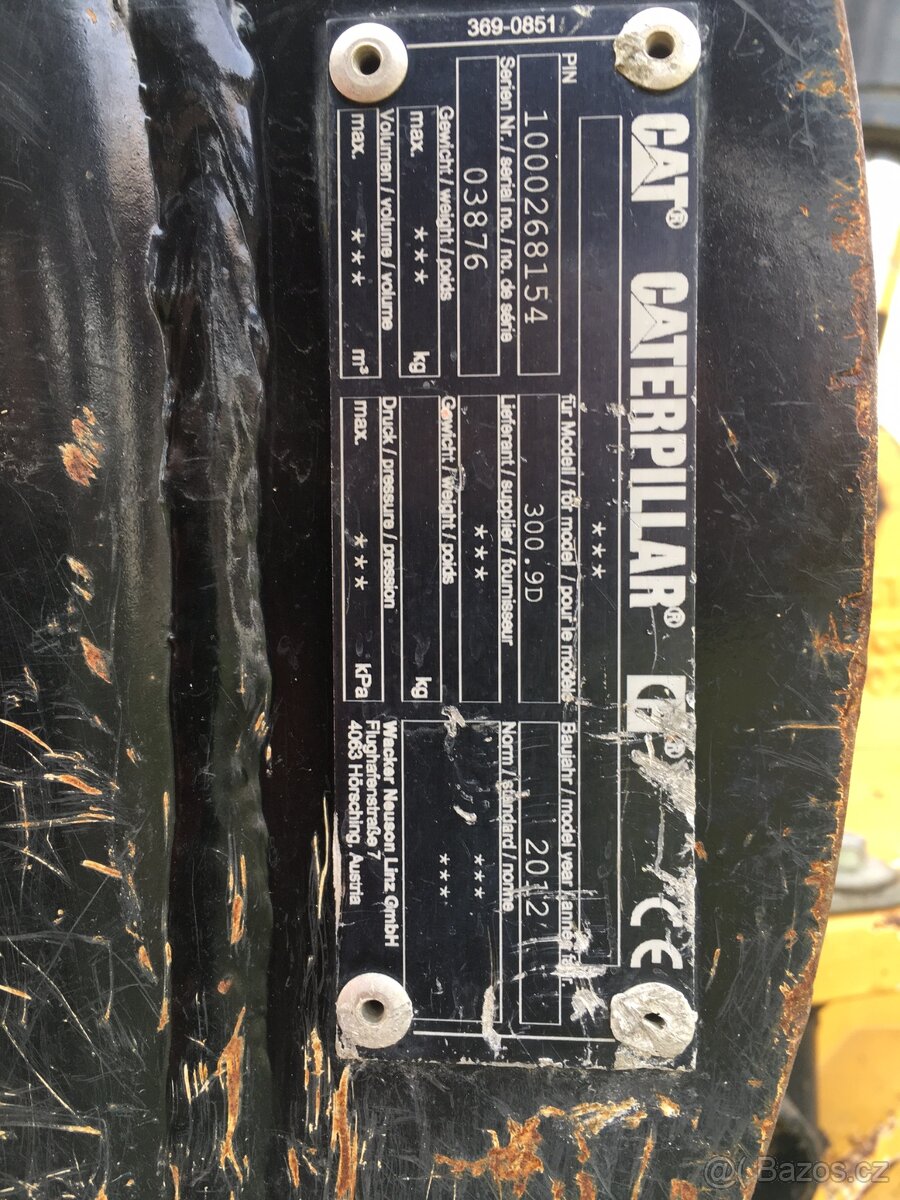 369-0851
CAT® CATERPILLAR® ® CE
***
PIN
1000268154
für Modell / for model / pour le modèle
300.9D
Baujahr / model year /
2012
Serien Nr. / serial no. / no. de série
03876
Lieferant / supplier / fournisseur
***
Norm / standard / norme
***
***
Gewicht / weight / poids
max. *** kg
Gewicht / Weight / poids
kg
Volumen / volume / volume
max. *** m³
Druck / pressure / pression
max. *** kPa
Wacker Neuson Linz GmbH
Flughafenstraße 7
4063 Hörsching, Austria
Bazos.cz